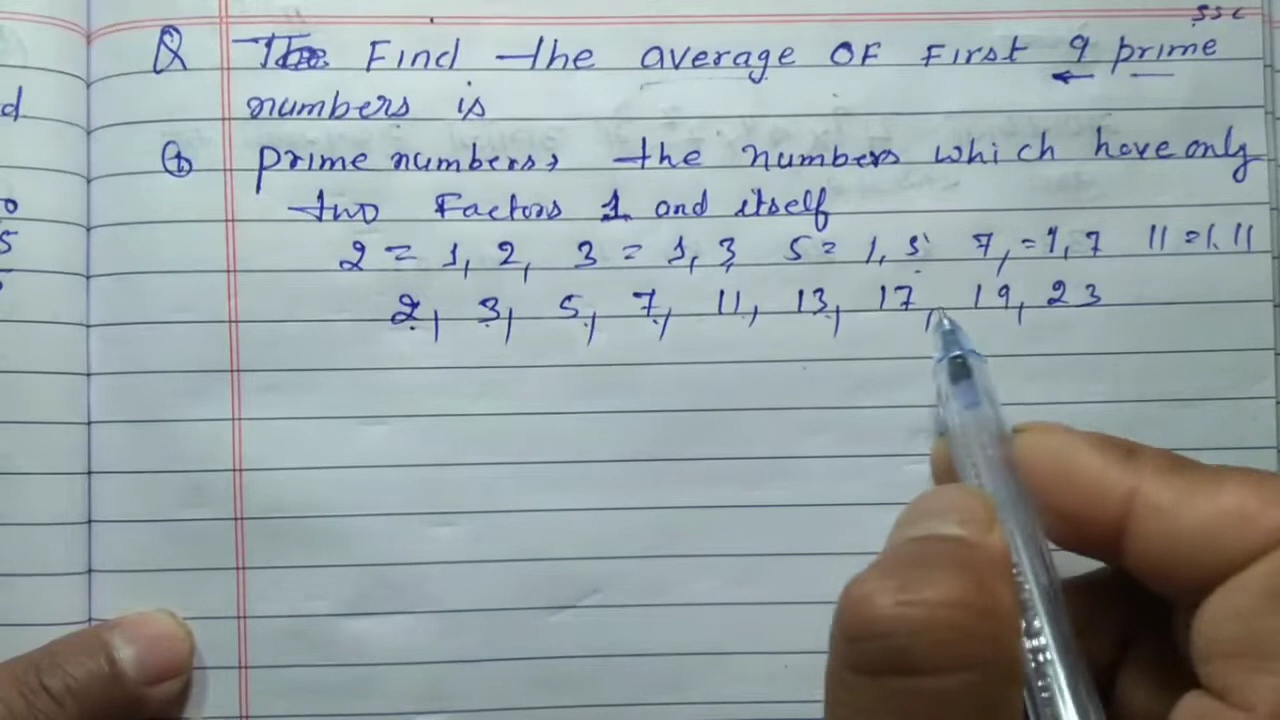 SSC
Q Find the average of first 9 prime
numbers is
prime numbers, the numbers which have only
two Factors 1 and itself
2 = 1, 2, 3 = 1, 3 5 = 1, 5 7, = 1, 7 11 = 1.11
2, 3, 5, 7, 11, 13, 17, 19, 23
d
5